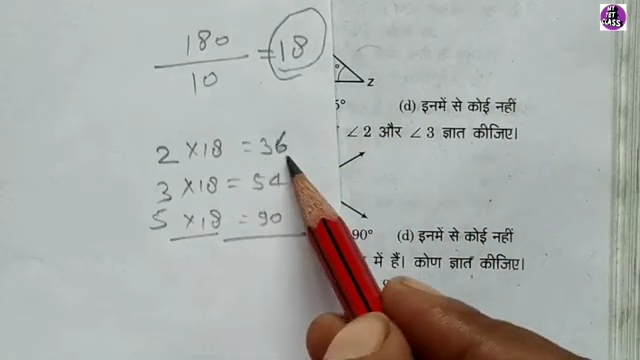 MY PET CLASS
180
10
=18
Z
5°
(d) इनमें से कोई नहीं
∠2 और ∠3 ज्ञात कीजिए।
2 ×18 = 36
3 ×18 = 54
5 ×18 = 90
90°
(d) इनमें से कोई नहीं
में हैं। कोण ज्ञात कीजिए।